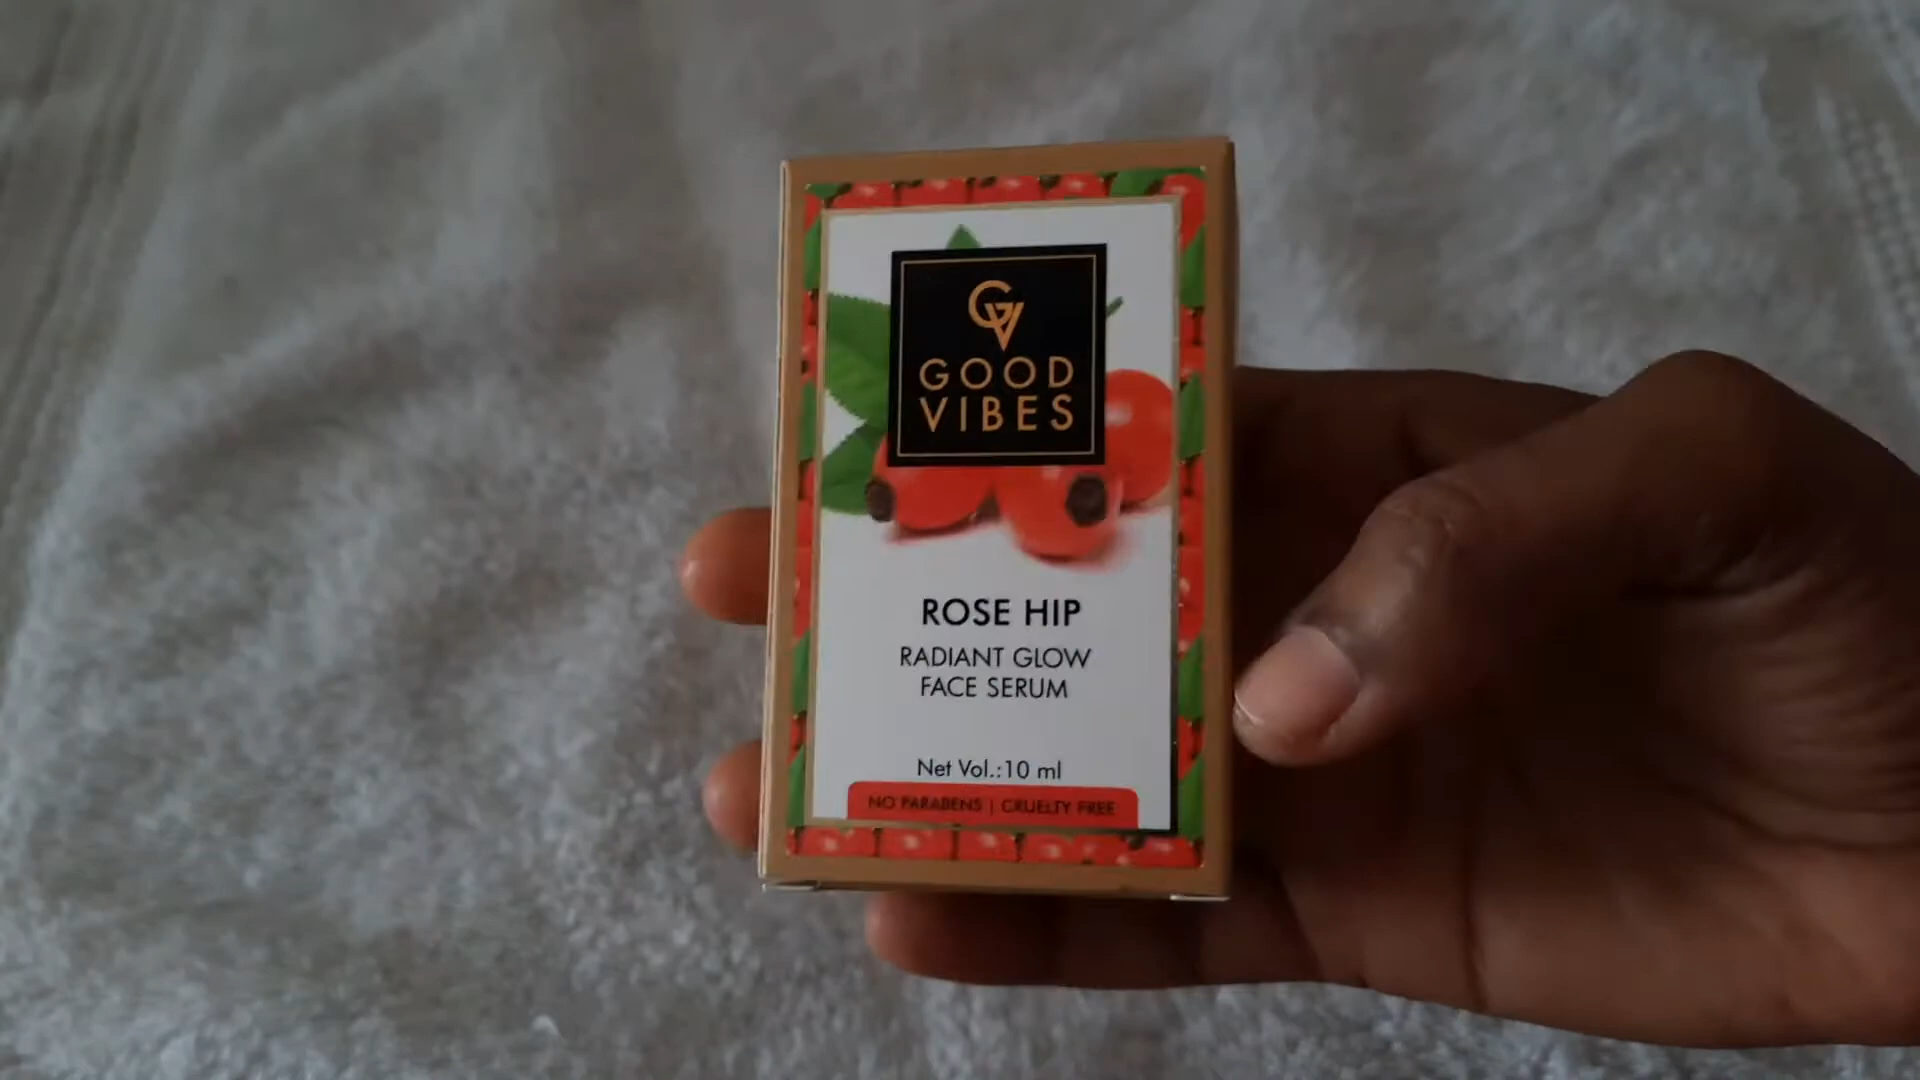 GV
GOOD
VIBES
ROSE HIP
RADIANT GLOW
FACE SERUM
Net Vol.:10 ml
NO PARABENS | CRUELTY FREE